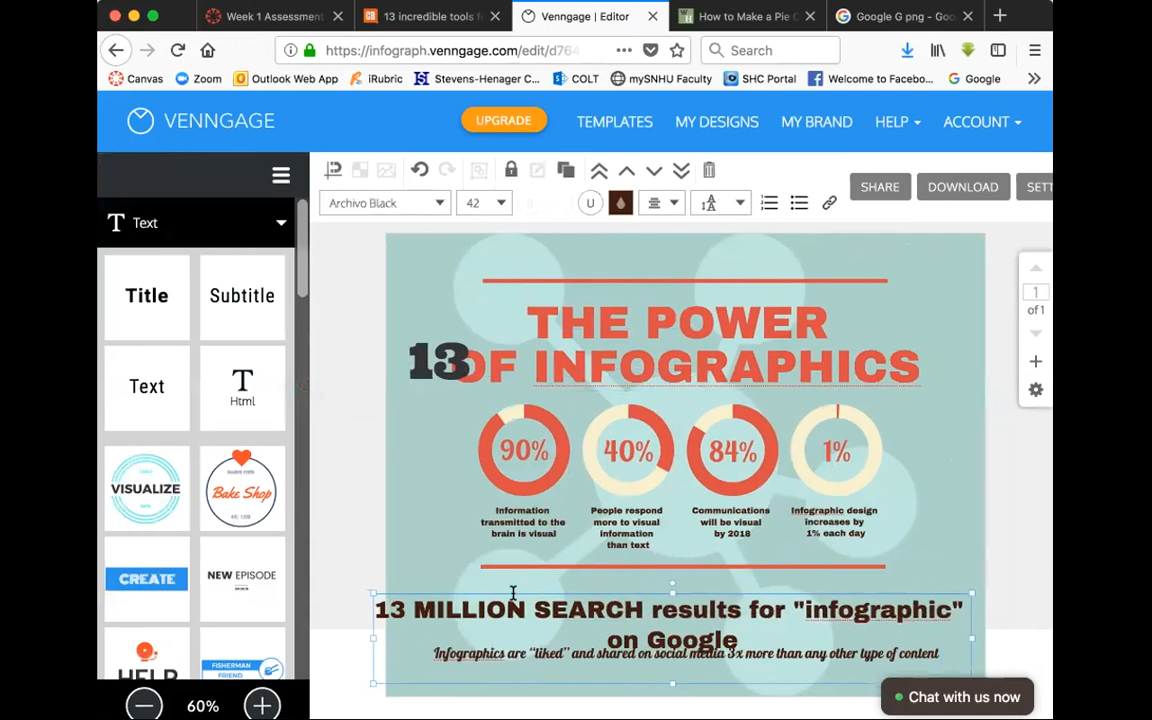 Week 1 Assessment
13 incredible tools f
Venngage | Editor
How to Make a Pie C
Google G png - Goo
https://infograph.venngage.com/edit/d764
Search
Canvas
Zoom
Outlook Web App
iRubric
Stevens-Henager C...
COLT
mySNHU Faculty
SHC Portal
Welcome to Facebo...
Google
VENNGAGE
UPGRADE
TEMPLATES
MY DESIGNS
MY BRAND
HELP
ACCOUNT
Archivo Black
42
B
U
A
SHARE
DOWNLOAD
SETT
T Text
Title
Subtitle
Text
T
Html
VISUALIZE
Bake Shop
CREATE
NEW EPISODE
HELP
FISHERMAN
FRIEND
60%
THE POWER
13
OF INFOGRAPHICS
90%
40%
84%
1%
Information
transmitted to the
brain is visual
People respond
more to visual
information
than text
Communications
will be visual
by 2018
Infographic design
increases by
1% each day
13 MILLION SEARCH results for "infographic"
on Google
Infographics are "liked" and shared on social media 3x more than any other type of content
1
of 1
Chat with us now